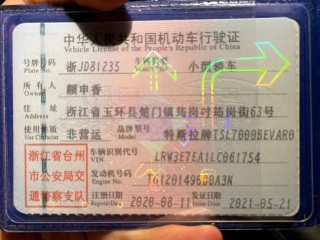 中华人民共和国机动车行驶证
Vehicle License of the People's Republic of China
号牌号码 浙JD81235 车辆类型 小型轿车
Plate No.
所有人 颜申香
Owner
住址 浙江省玉环县楚门镇筠岗村筠岗街63号
Address
使用性质 非营运 品牌型号 特斯拉牌TSL7000BEVAR0
Use Character Model
浙江省台州市公安局交通警察支队
车辆识别代号 LRW3E7EA1LC061754
VIN
发动机号码 TG120149800A3N
Engine No.
注册日期 2020-08-11 发证日期 2021-05-21
Register Date Issue Date